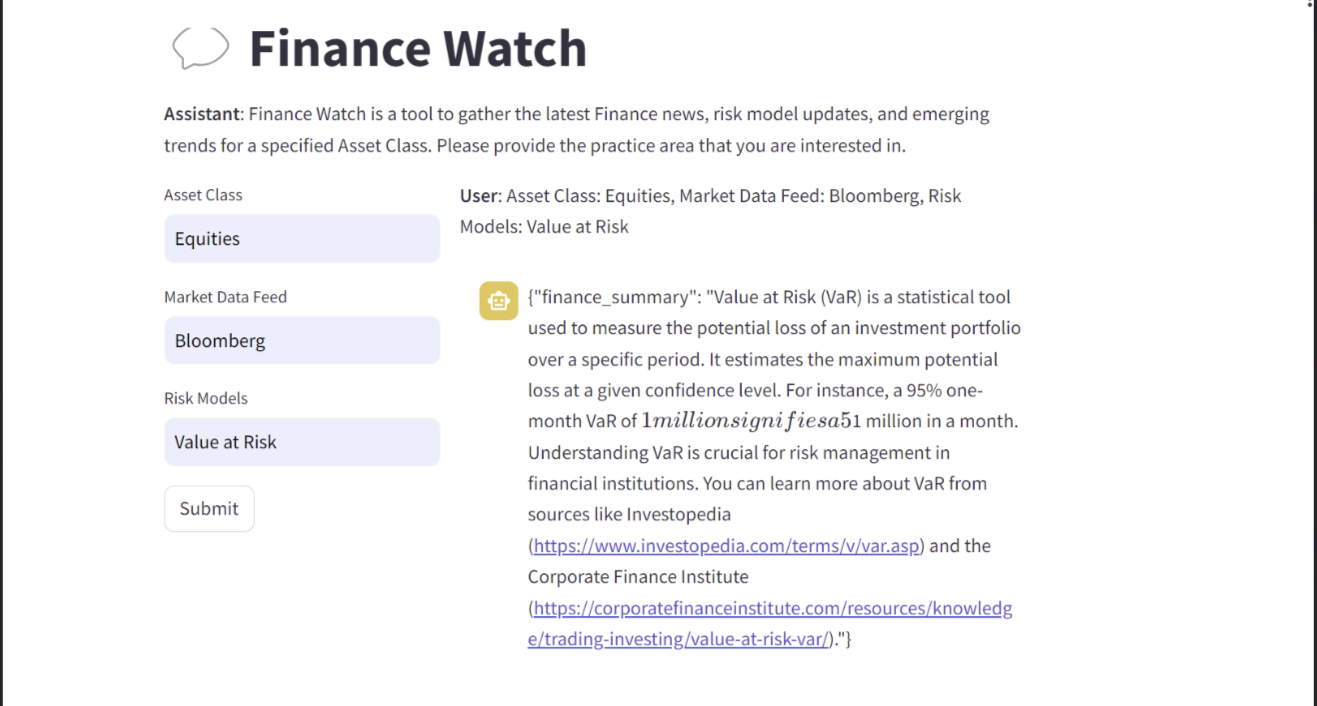 Finance Watch
Assistant: Finance Watch is a tool to gather the latest Finance news, risk model updates, and emerging
trends for a specified Asset Class. Please provide the practice area that you are interested in.
Asset Class
Equities
Market Data Feed
Bloomberg
Risk Models
Value at Risk
Submit
User: Asset Class: Equities, Market Data Feed: Bloomberg, Risk
Models: Value at Risk
{"finance_summary": "Value at Risk (VaR) is a statistical tool
used to measure the potential loss of an investment portfolio
over a specific period. It estimates the maximum potential
loss at a given confidence level. For instance, a 95% one-
month VaR of 1millionsignifiesa51 million in a month.
Understanding VaR is crucial for risk management in
financial institutions. You can learn more about VaR from
sources like Investopedia
(https://www.investopedia.com/terms/v/var.asp) and the
Corporate Finance Institute
(https://corporatefinanceinstitute.com/resources/knowledg
e/trading-investing/value-at-risk-var/)."}